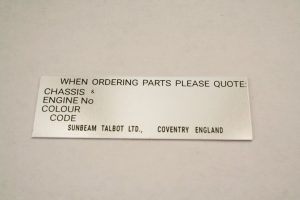 WHEN ORDERING PARTS PLEASE QUOTE:
CHASSIS &
ENGINE No
COLOUR
CODE
SUNBEAM TALBOT LTD., COVENTRY ENGLAND